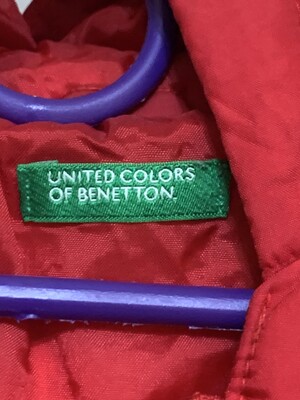 UNITED COLORS
OF BENETTON.